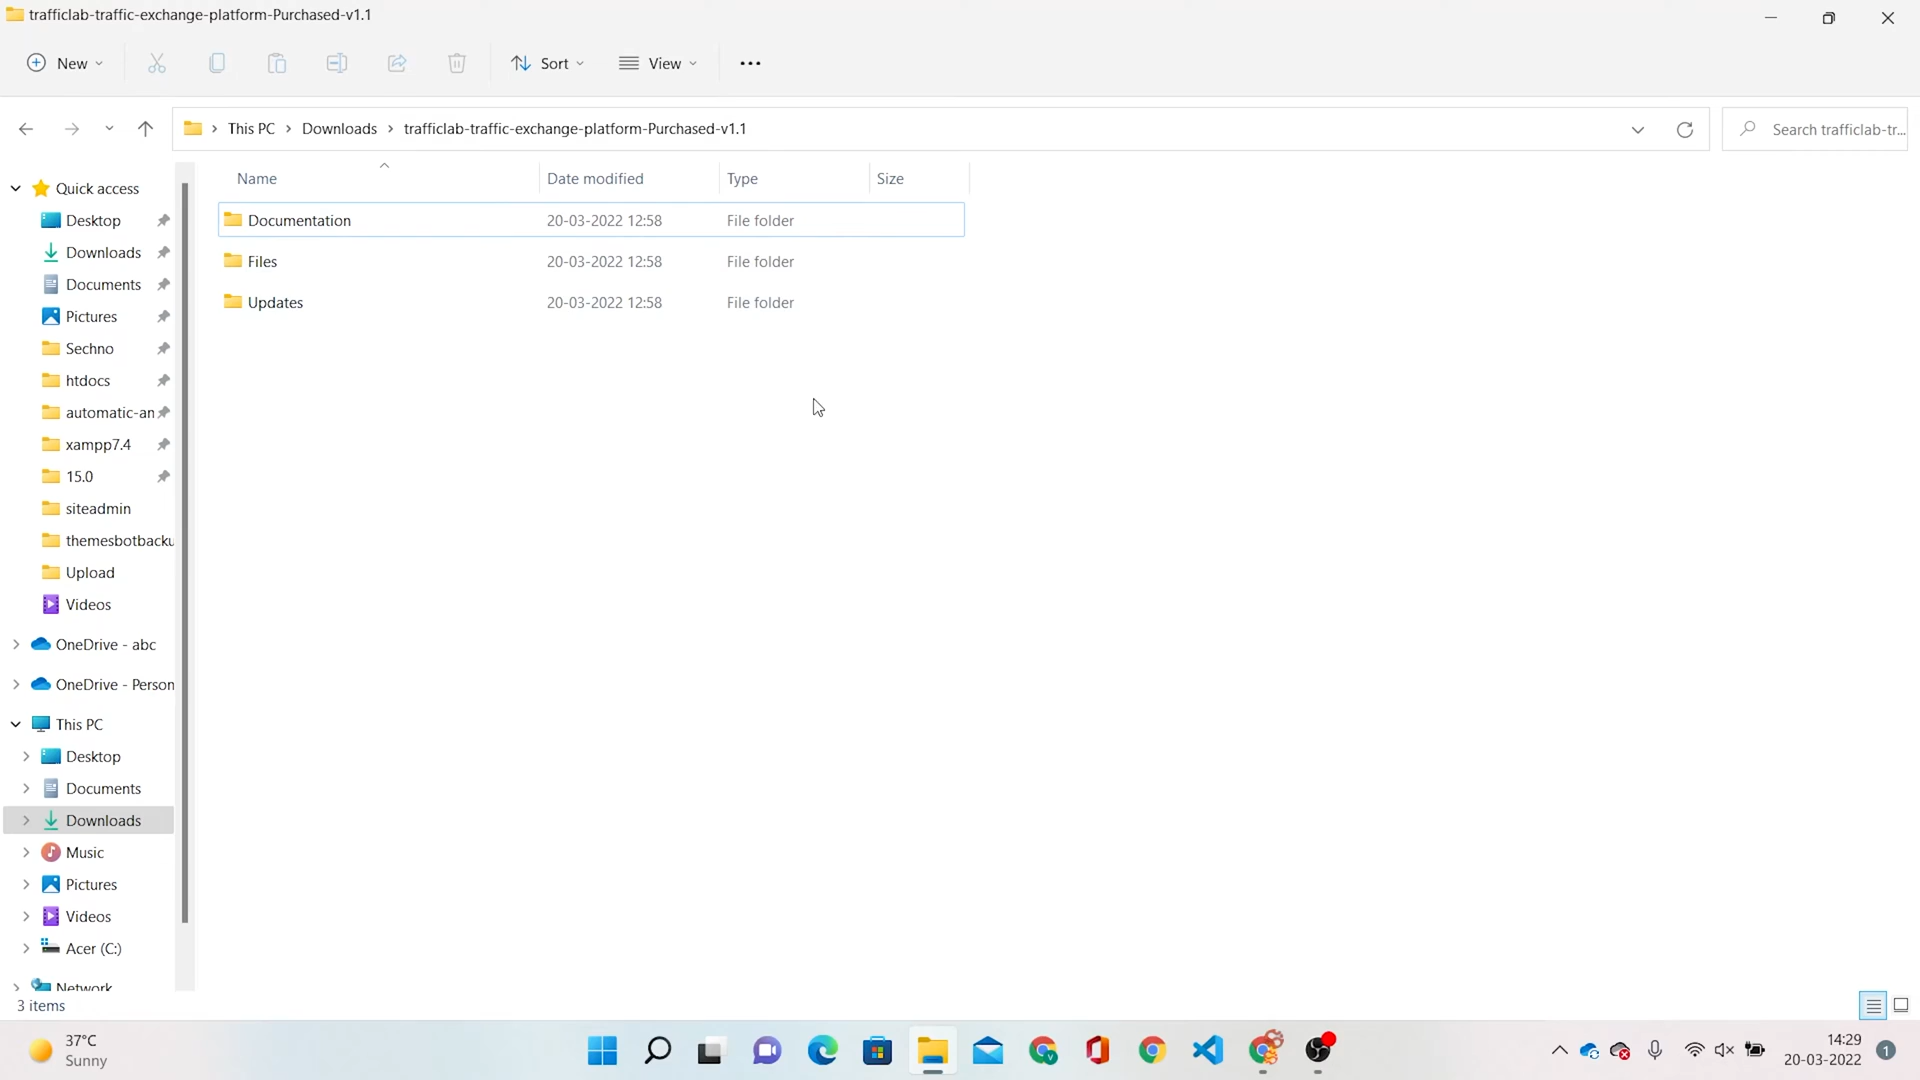 trafficlab-traffic-exchange-platform-Purchased-v1.1
New
Sort
View
This PC
Downloads
trafficlab-traffic-exchange-platform-Purchased-v1.1
Search trafficlab-tr...
Name
Date modified
Type
Size
Documentation 20-03-2022 12:58 File folder
Files 20-03-2022 12:58 File folder
Updates 20-03-2022 12:58 File folder
Quick access
Desktop
Downloads
Documents
Pictures
Sechno
htdocs
automatic-an
xampp7.4
15.0
siteadmin
themesbotbacku
Upload
Videos
OneDrive - abc
OneDrive - Person
This PC
Desktop
Documents
Downloads
Music
Pictures
Videos
Acer (C:)
Network
3 items
37°C
Sunny
14:29
20-03-2022
1